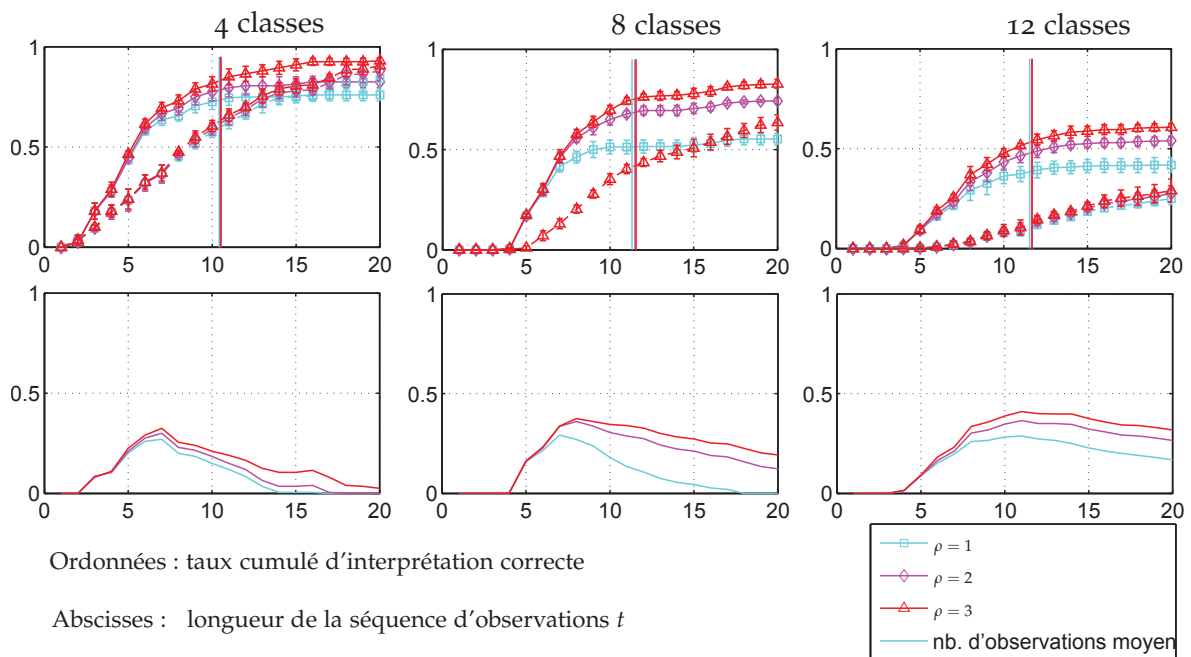 4 classes
8 classes
12 classes
1
0.5
0
0 5 10 15 20
1
0.5
0
0 5 10 15 20
1
0.5
0
0 5 10 15 20
1
0.5
0
0 5 10 15 20
1
0.5
0
0 5 10 15 20
1
0.5
0
0 5 10 15 20
Ordonnées : taux cumulé d'interprétation correcte
Abscisses : longueur de la séquence d'observations t
ρ = 1
ρ = 2
ρ = 3
nb. d'observations moyen